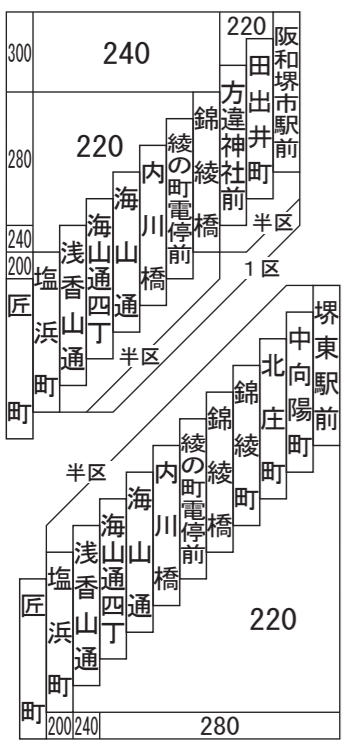 300
240
220
阪和堺市駅前
田出井町
方違神社前
錦綾橋
280
220
綾の町電停前
内川橋
海山通
海山通四丁
浅香山通
240
200
塩浜町
匠町
半区
1区
半区
堺東駅前
中向陽町
北庄町
錦綾町
錦綾橋
綾の町電停前
内川橋
海山通
海山通四丁
浅香山通
塩浜町
匠町
半区
220
200
240
280